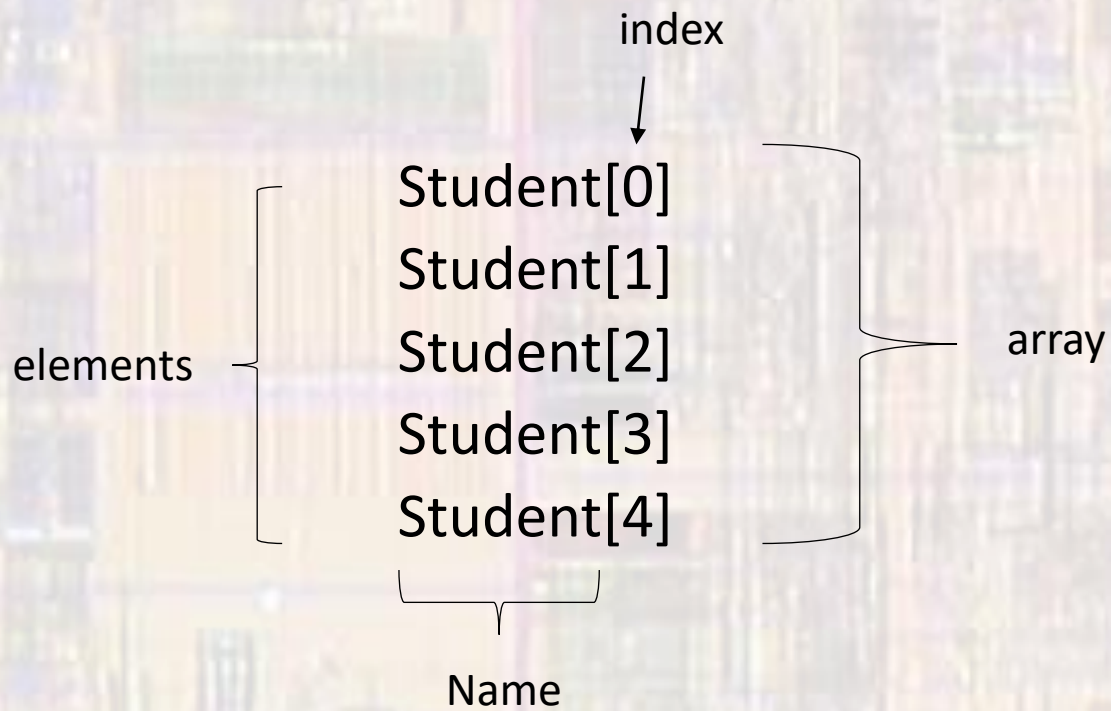 index
Student[0]
Student[1]
Student[2]
elements
array
Student[3]
Student[4]
Name